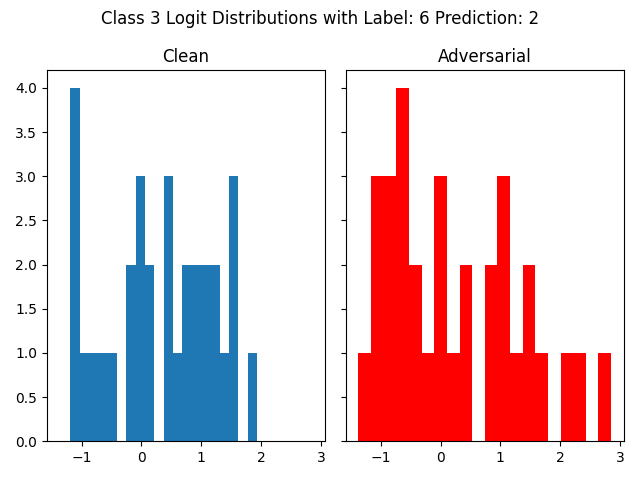 Class 3 Logit Distributions with Label: 6 Prediction: 2
Clean
Adversarial
4.0
3.5
3.0
2.5
2.0
1.5
1.0
0.5
0.0
−1 0 1 2 3
−1 0 1 2 3